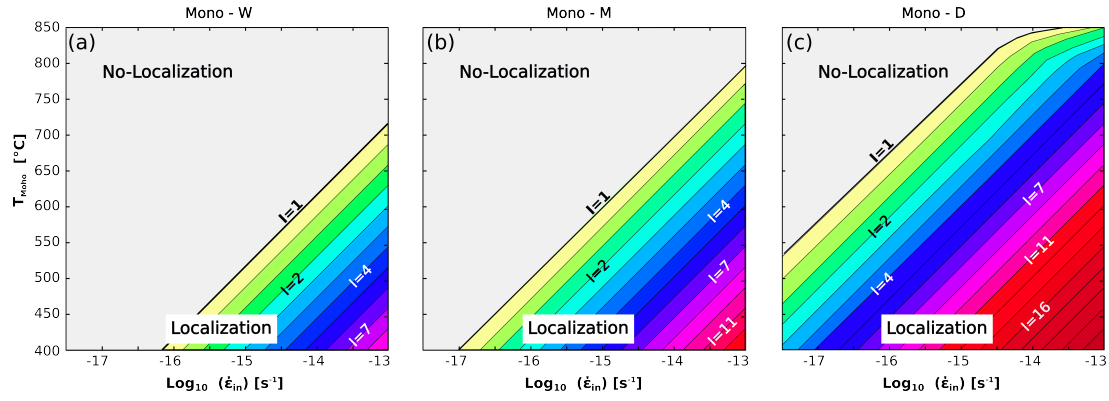 Mono - W
Mono - M
Mono - D
850
800
750
700
650
600
550
500
450
400
T_Moho [°C]
(a)
No-Localization
l=1
l=2
l=4
l=7
Localization
-17
-16
-15
-14
-13
Log₁₀ (ε̇ᵢₙ) [s⁻¹]
(b)
No-Localization
l=1
l=2
l=4
l=7
l=11
Localization
-17
-16
-15
-14
-13
Log₁₀ (ε̇ᵢₙ) [s⁻¹]
(c)
No-Localization
l=1
l=2
l=4
l=7
l=11
l=16
Localization
-17
-16
-15
-14
-13
Log₁₀ (ε̇ᵢₙ) [s⁻¹]